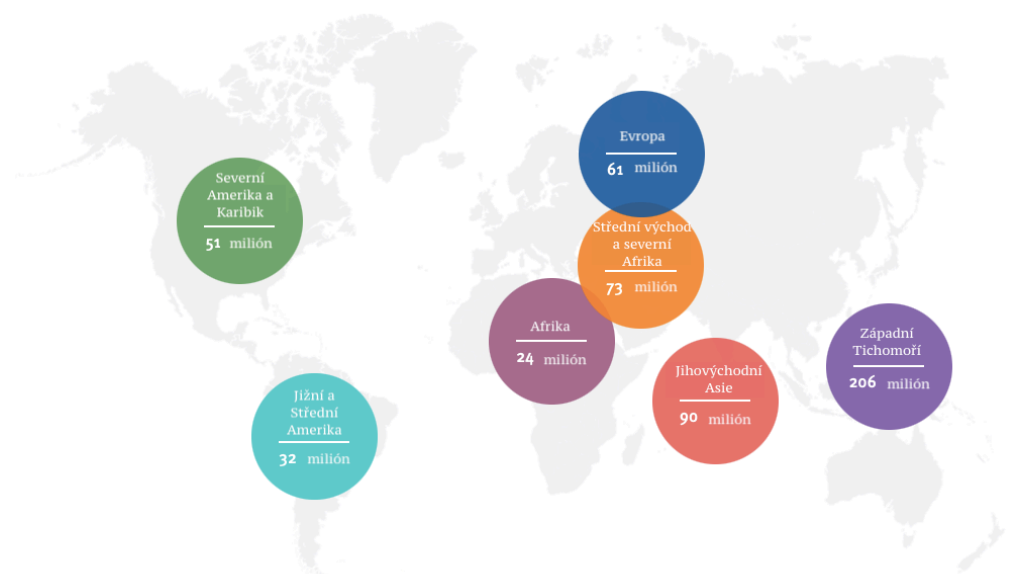 Evropa
61 milión
Severní
Amerika a
Karibik
51 milión
Střední východ
a severní
Afrika
73 milión
Afrika
24 milión
Západní
Tichomoří
206 milión
Jihovýchodní
Asie
90 milión
Jižní a
Střední
Amerika
32 milión